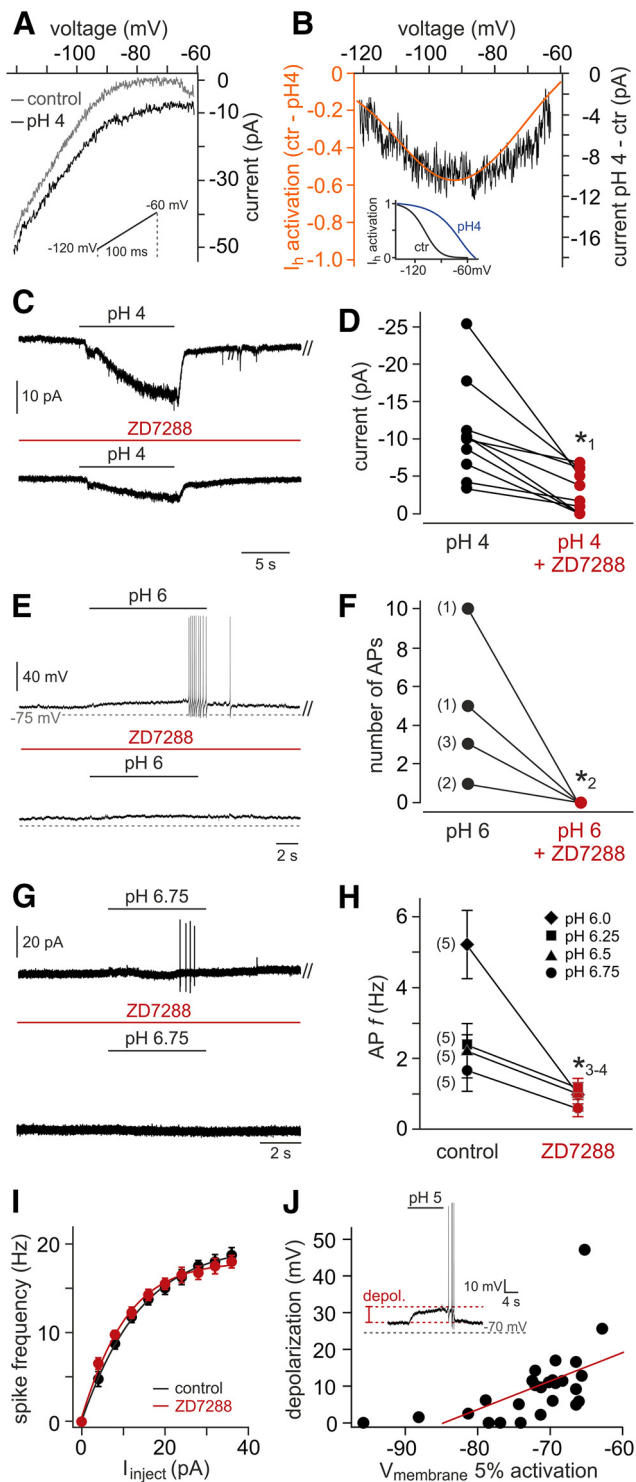 A
voltage (mV)
-100 -80 -60
control
pH 4
0
-10
-30
-50
current (pA)
-120 mV
-60 mV
100 ms
B
voltage (mV)
-120 -100 -80 -60
0
-0.2
-0.4
-0.6
-0.8
-1.0
Ih activation (ctr - pH4)
0
-4
-8
-12
-16
current pH 4 - ctr (pA)
Ih activation
1
0
ctr
pH4
-120 -60mV
C
pH 4
//
10 pA
ZD7288
pH 4
5 s
D
current (pA)
-25
-20
-15
-10
-5
0
*1
pH 4
pH 4
+ ZD7288
E
pH 6
40 mV
-75 mV
//
ZD7288
pH 6
2 s
F
number of APs
10
8
6
4
2
0
(1)
(1)
(3)
(2)
*2
pH 6
pH 6
+ ZD7288
G
pH 6.75
20 pA
//
ZD7288
pH 6.75
2 s
H
AP f (Hz)
6
4
2
0
(5)
(5)
(5)
(5)
pH 6.0
pH 6.25
pH 6.5
pH 6.75
*3-4
control
ZD7288
I
spike frequency (Hz)
20
10
0
control
ZD7288
0 20 40
Iinject (pA)
J
depolarization (mV)
50
40
30
20
10
0
pH 5
depol.
10 mV
4 s
-70 mV
-90 -80 -70 -60
Vmembrane 5% activation